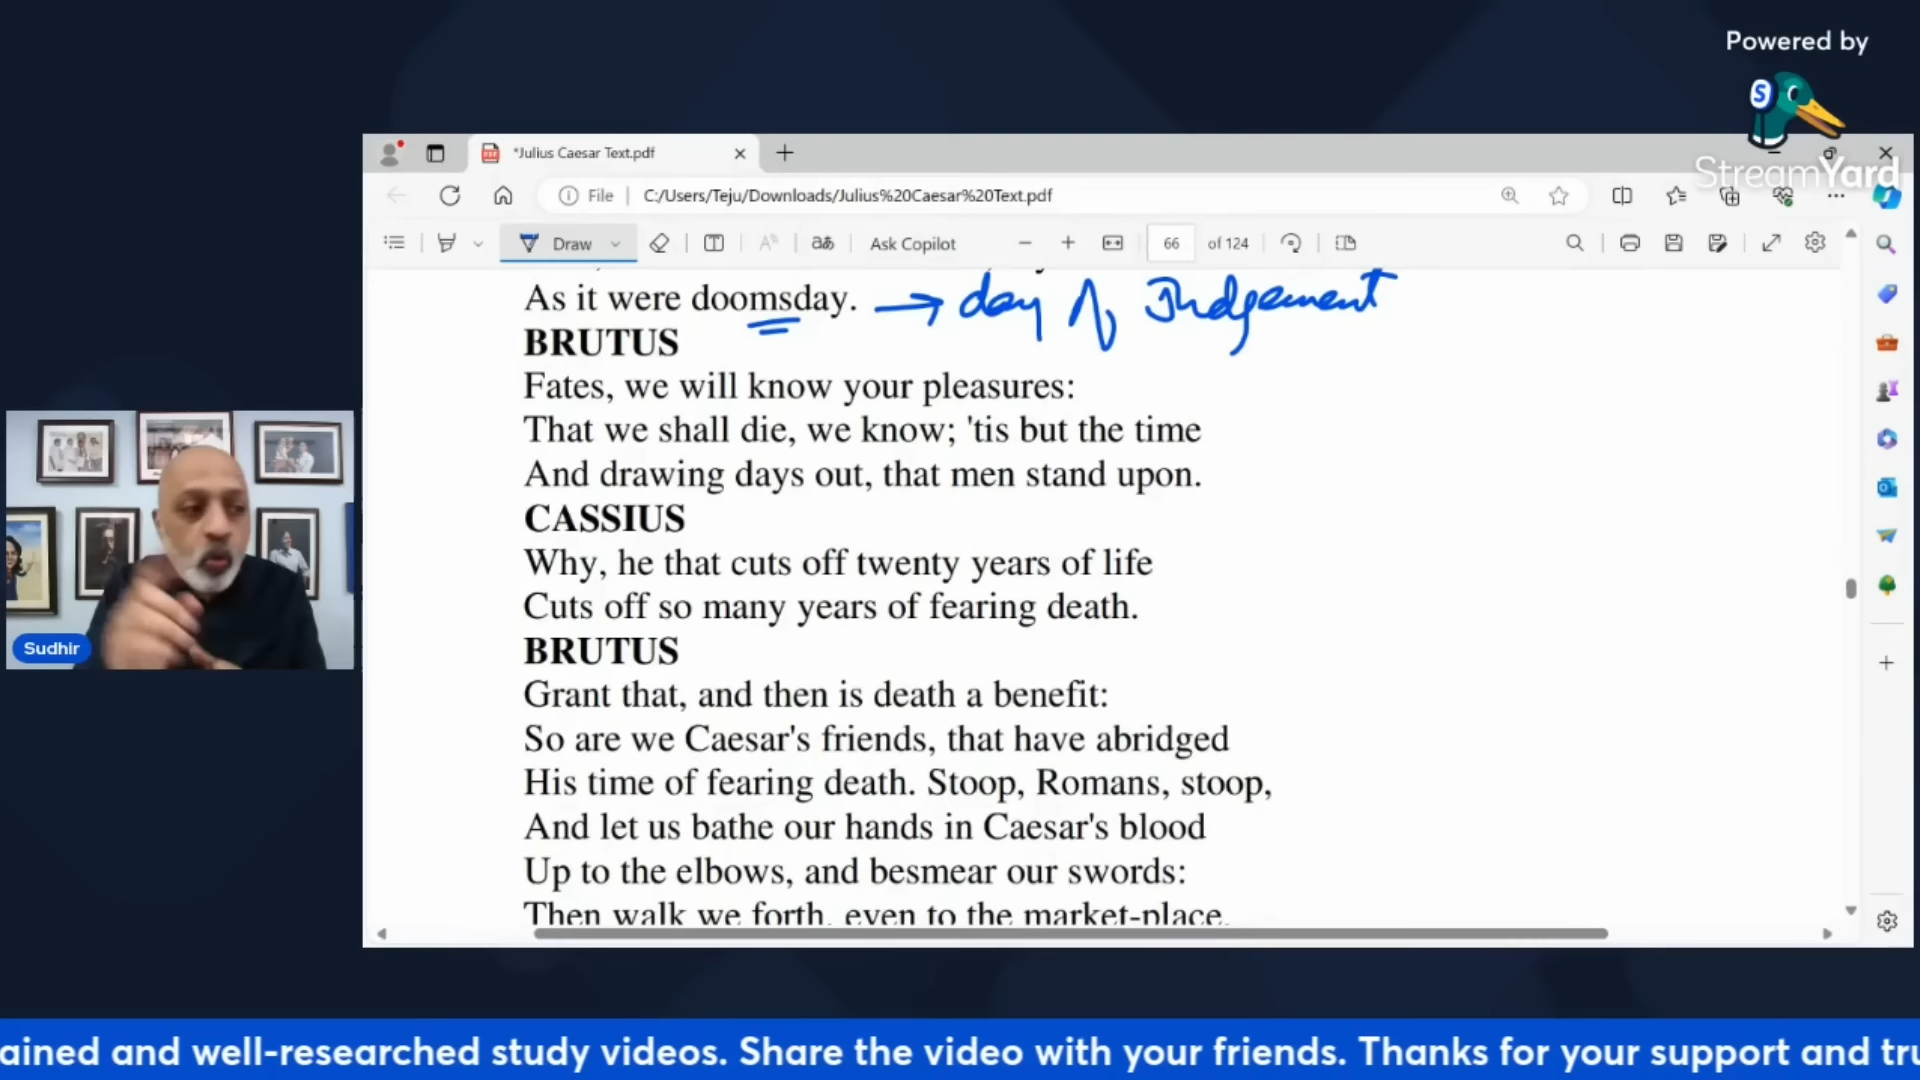 Powered by
StreamYard
*Julius Caesar Text.pdf
File
C:/Users/Teju/Downloads/Julius%20Caesar%20Text.pdf
Draw
aあ
Ask Copilot
66 of 124
As it were doomsday. → day of Judgement
BRUTUS
Fates, we will know your pleasures:
That we shall die, we know; 'tis but the time
And drawing days out, that men stand upon.
CASSIUS
Why, he that cuts off twenty years of life
Cuts off so many years of fearing death.
BRUTUS
Grant that, and then is death a benefit:
So are we Caesar's friends, that have abridged
His time of fearing death. Stoop, Romans, stoop,
And let us bathe our hands in Caesar's blood
Up to the elbows, and besmear our swords:
Then walk we forth, even to the market-place,
Sudhir
ained and well-researched study videos. Share the video with your friends. Thanks for your support and tru